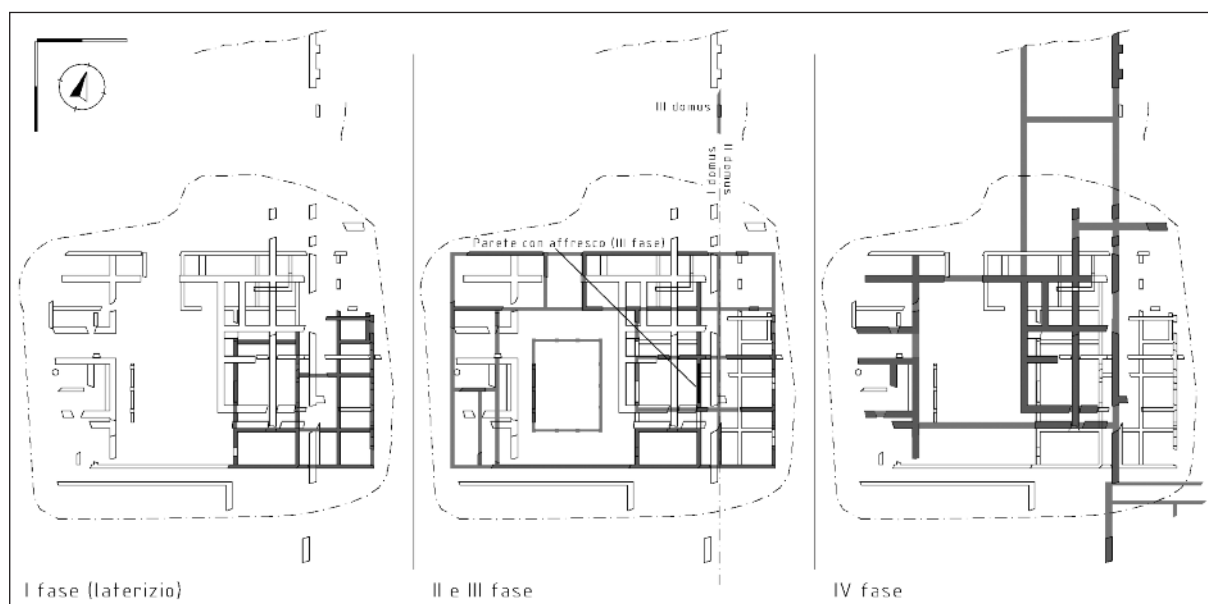 III domus
I domus
II domus
Parete con affresco (III fase)
I fase (laterizio)
II e III fase
IV fase